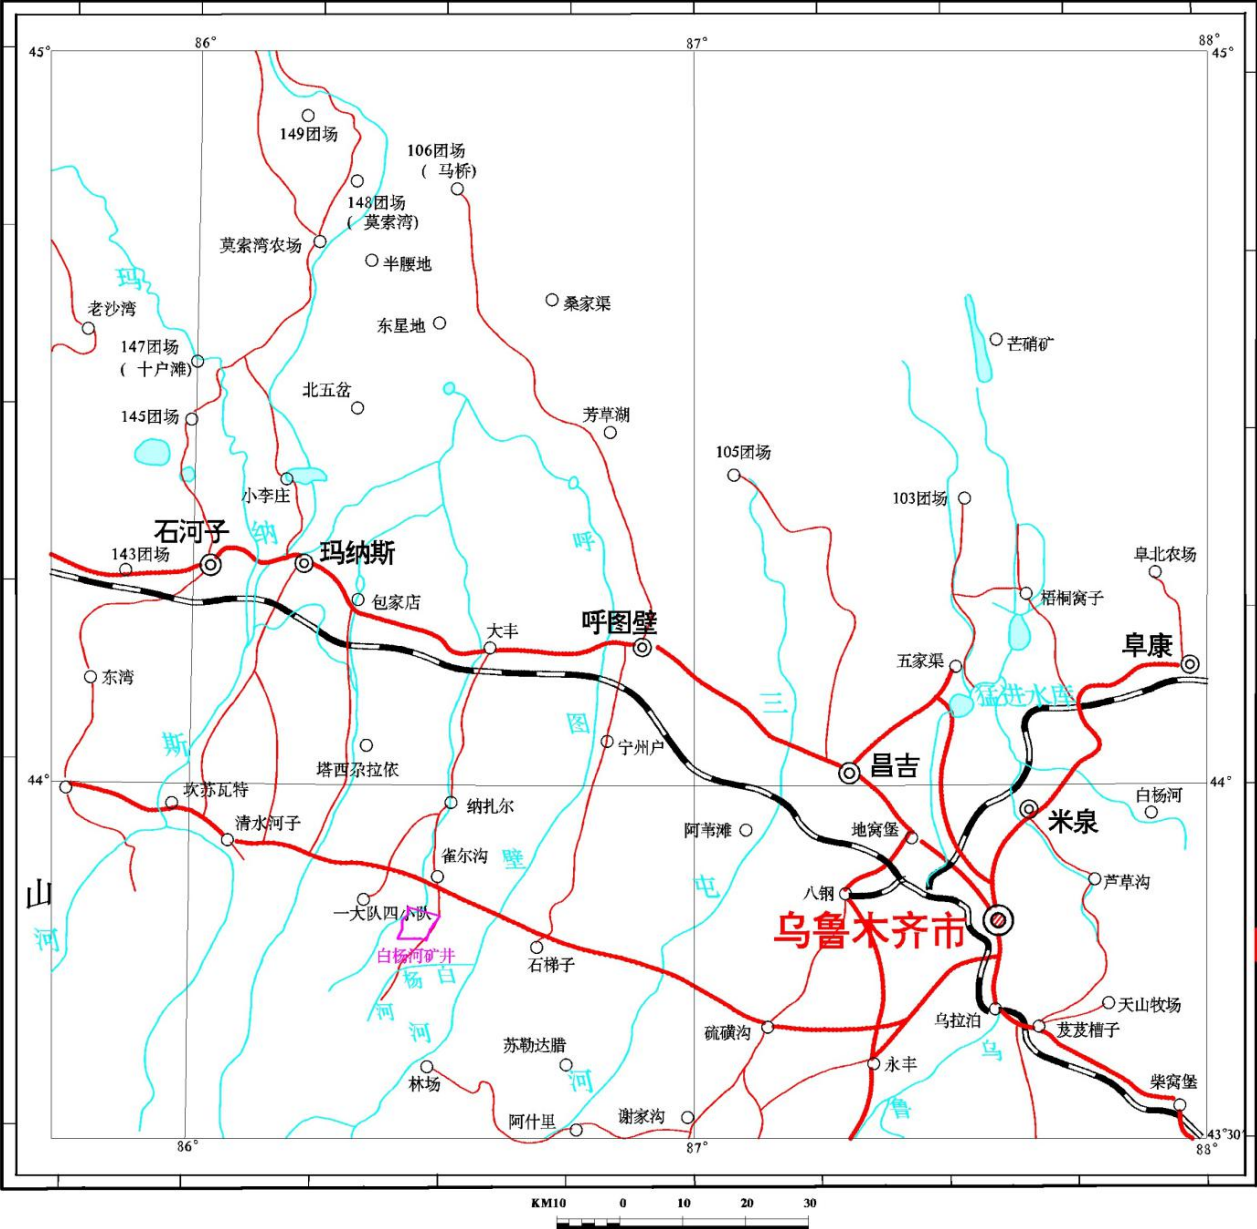 86°
87°
88°
45°
45°
149团场
106团场
( 马桥)
148团场
( 莫索湾)
莫索湾农场
半腰地
玛
老沙湾
桑家渠
东星地
芒硝矿
147团场
( 十户滩)
北五岔
145团场
芳草湖
105团场
小李庄
103团场
石河子
纳
呼
143团场
玛纳斯
阜北农场
包家店
梧桐窝子
呼图壁
大丰
阜康
五家渠
东湾
猛进水库
三
图
斯
宁州户
塔西尕拉依
昌吉
44°
44°
坎苏瓦特
纳扎尔
白杨河
清水河子
阿苇滩
地窝堡
米泉
雀尔沟
壁
芦草沟
山
屯
八钢
一大队四小队
乌鲁木齐市
河
白杨河矿井
石梯子
杨 白
河
河
天山牧场
乌拉泊
硫磺沟
芨芨槽子
苏勒达腊
乌
永丰
林场
河
柴窝堡
鲁
阿什里
谢家沟
43°30'
86°
87°
88°
KM10 0 10 20 30